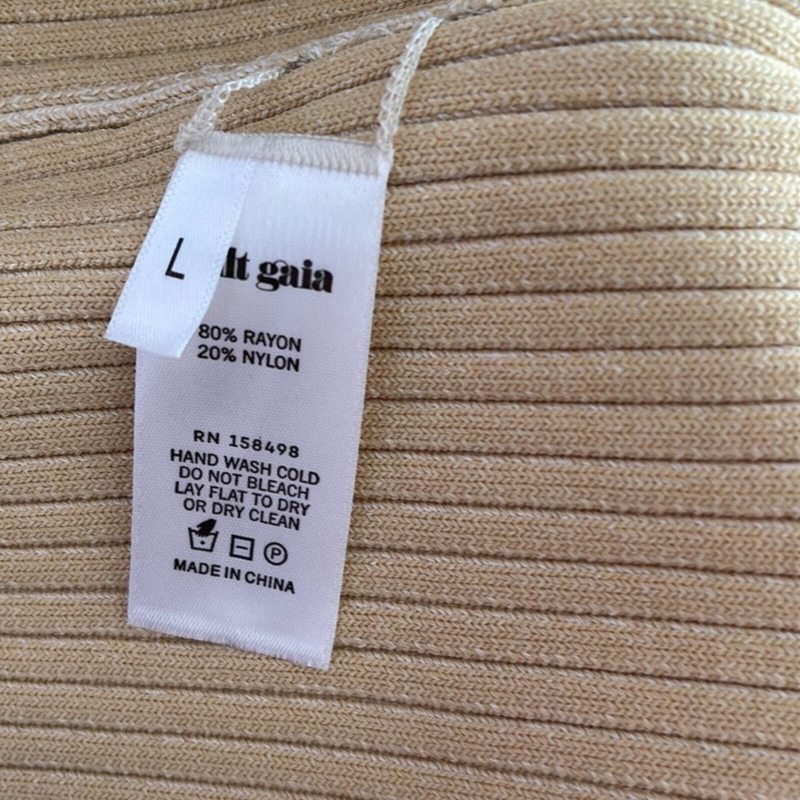 L
lt gaia
80% RAYON
20% NYLON
RN 158498
HAND WASH COLD
DO NOT BLEACH
LAY FLAT TO DRY
OR DRY CLEAN
P
MADE IN CHINA